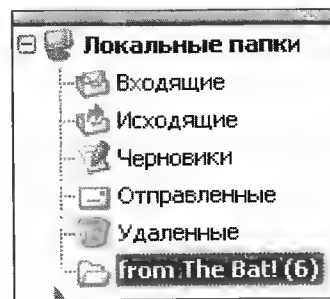 Локальные папки
Входящие
Исходящие
Черновики
Отправленные
Удаленные
from The Bat! (6)